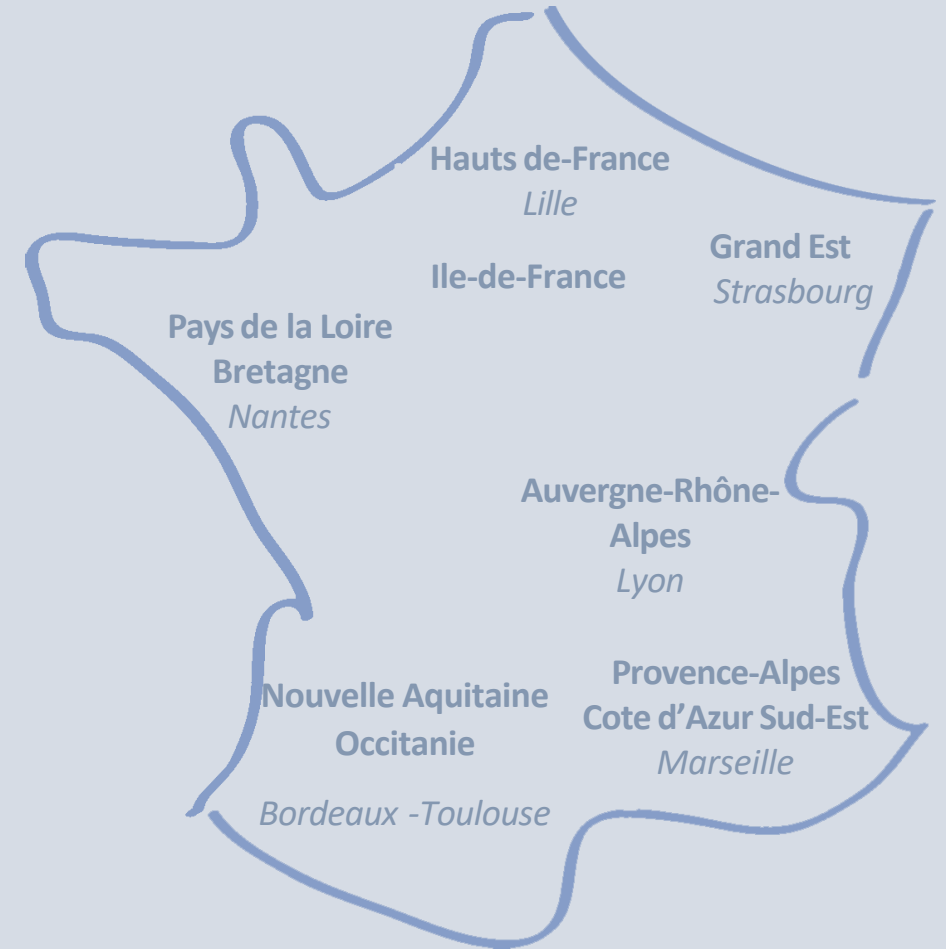 Hauts de-France
Lille
Grand Est
Strasbourg
Ile-de-France
Pays de la Loire
Bretagne
Nantes
Auvergne-Rhône-
Alpes
Lyon
Provence-Alpes
Cote d’Azur Sud-Est
Marseille
Nouvelle Aquitaine
Occitanie
Bordeaux -Toulouse